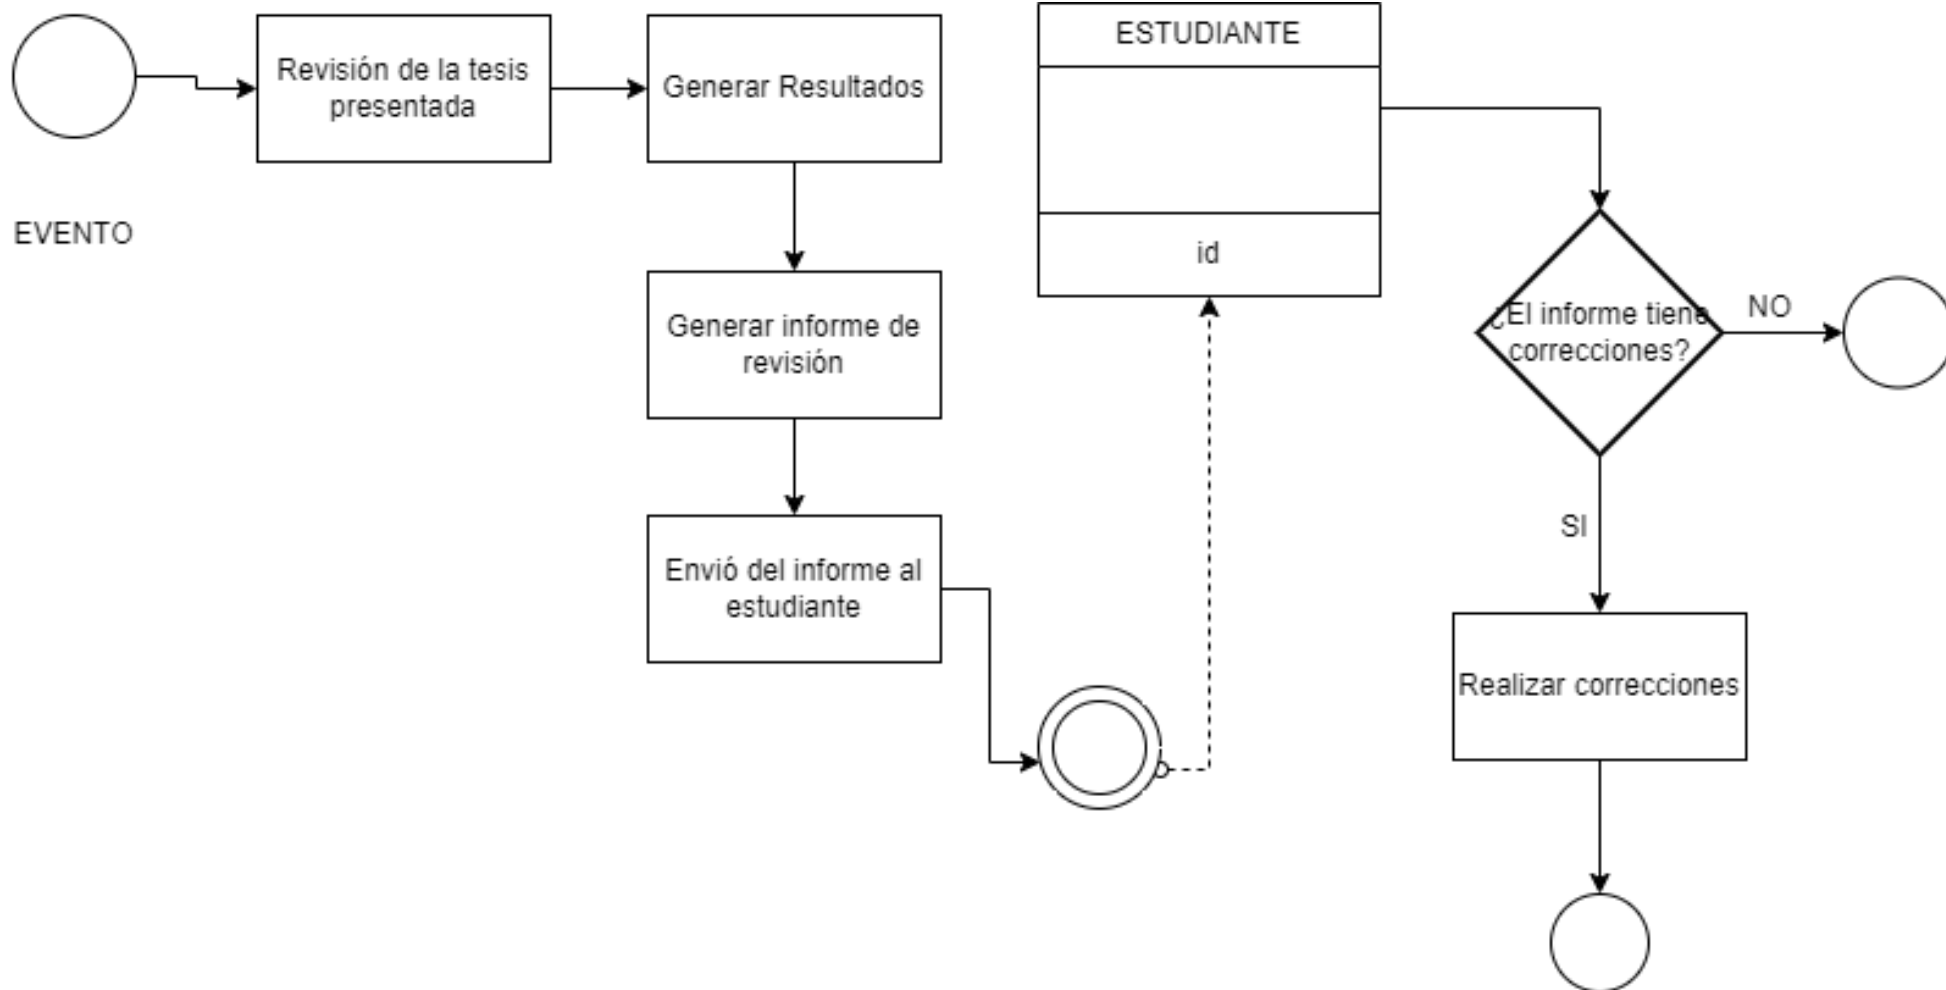 Revisión de la tesis
presentada
Generar Resultados
ESTUDIANTE
EVENTO
id
Generar informe de
revisión
¿El informe tiene
correcciones?
NO
SI
Envió del informe al
estudiante
Realizar correcciones